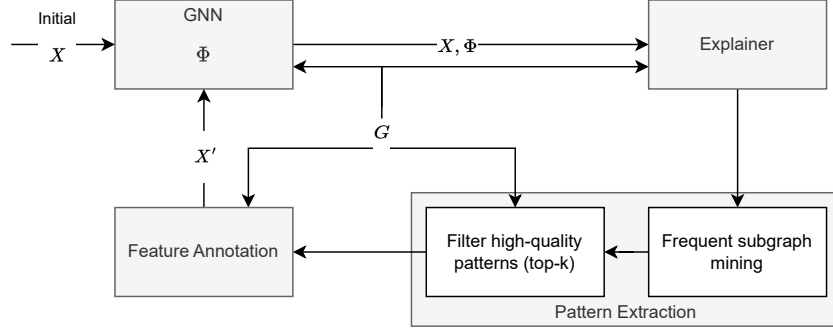 Initial
X
GNN
Φ
X, Φ
Explainer
G
X′
Feature Annotation
Filter high-quality
patterns (top-k)
Frequent subgraph
mining
Pattern Extraction